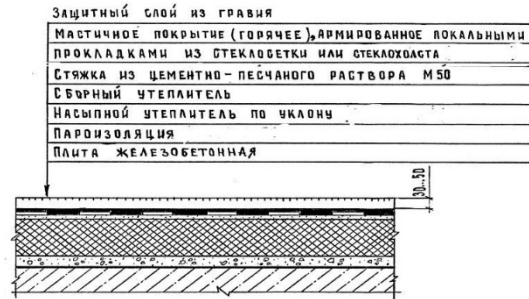 Защитный слой из гравия
Мастичное покрытие (горячее), армированное локальными
прокладками из стеклосетки или стеклохолста
Стяжка из цементно-песчаного раствора М50
Сборный утеплитель
Насыпной утеплитель по уклону
Пароизоляция
Плита железобетонная
30...50